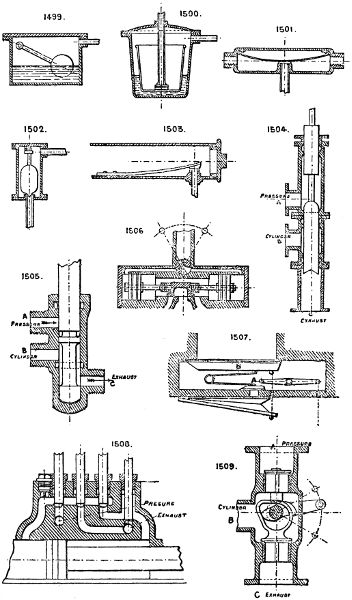 1499.
1500.
1501.
1502.
1503.
1504.
PRESSURE
A
CYLINDER
B
C
EXHAUST
1506
1505.
A
PRESSURE
B
CYLINDER
EXHAUST
C
1507.
b
A
1508.
PRESURE
EXHAUST
1509.
PRESSURE
CYLINDER
B
C EXHAUST